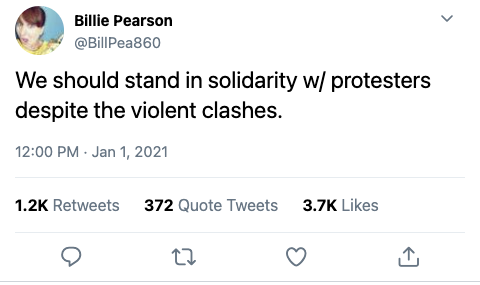 Billie Pearson
@BillPea860
We should stand in solidarity w/ protesters
despite the violent clashes.
12:00 PM · Jan 1, 2021
1.2K Retweets 372 Quote Tweets 3.7K Likes